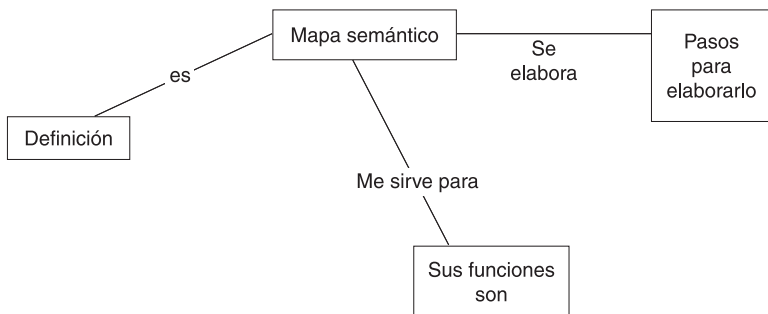 Mapa semántico
Se
elabora
Pasos
para
elaborarlo
es
Definición
Me sirve para
Sus funciones
son